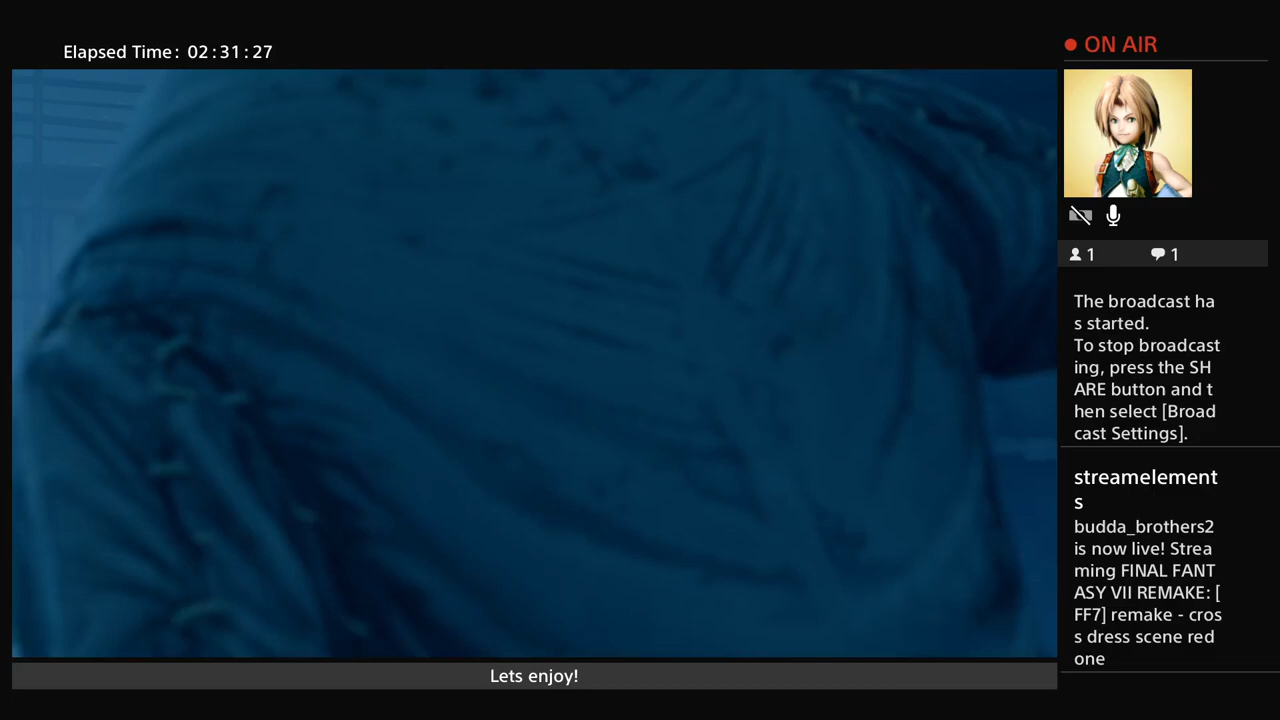 Elapsed Time: 02:31:27
ON AIR
1
1
The broadcast ha
s started.
To stop broadcast
ing, press the SH
ARE button and t
hen select [Broad
cast Settings].
streamelement
s
budda_brothers2
is now live! Strea
ming FINAL FANT
ASY VII REMAKE: [
FF7] remake - cros
s dress scene red
one
Lets enjoy!